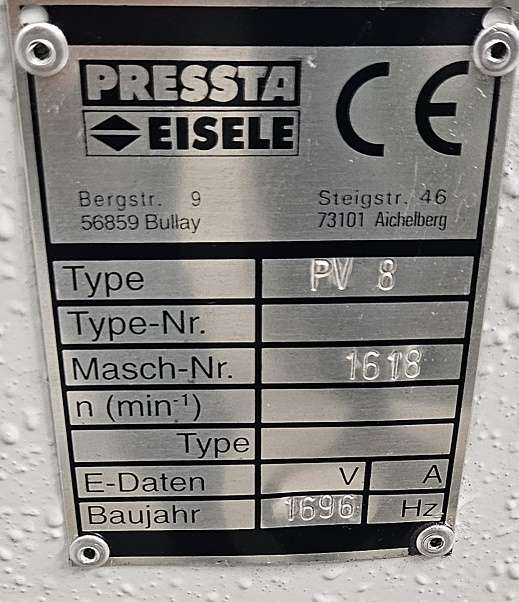 PRESSTA
EISELE
CE
Bergstr. 9
56859 Bullay
Steigstr. 46
73101 Aichelberg
Type PV 8
Type-Nr.
Masch-Nr. 1618
n (min-1)
Type
E-Daten V A
Baujahr 1696 Hz